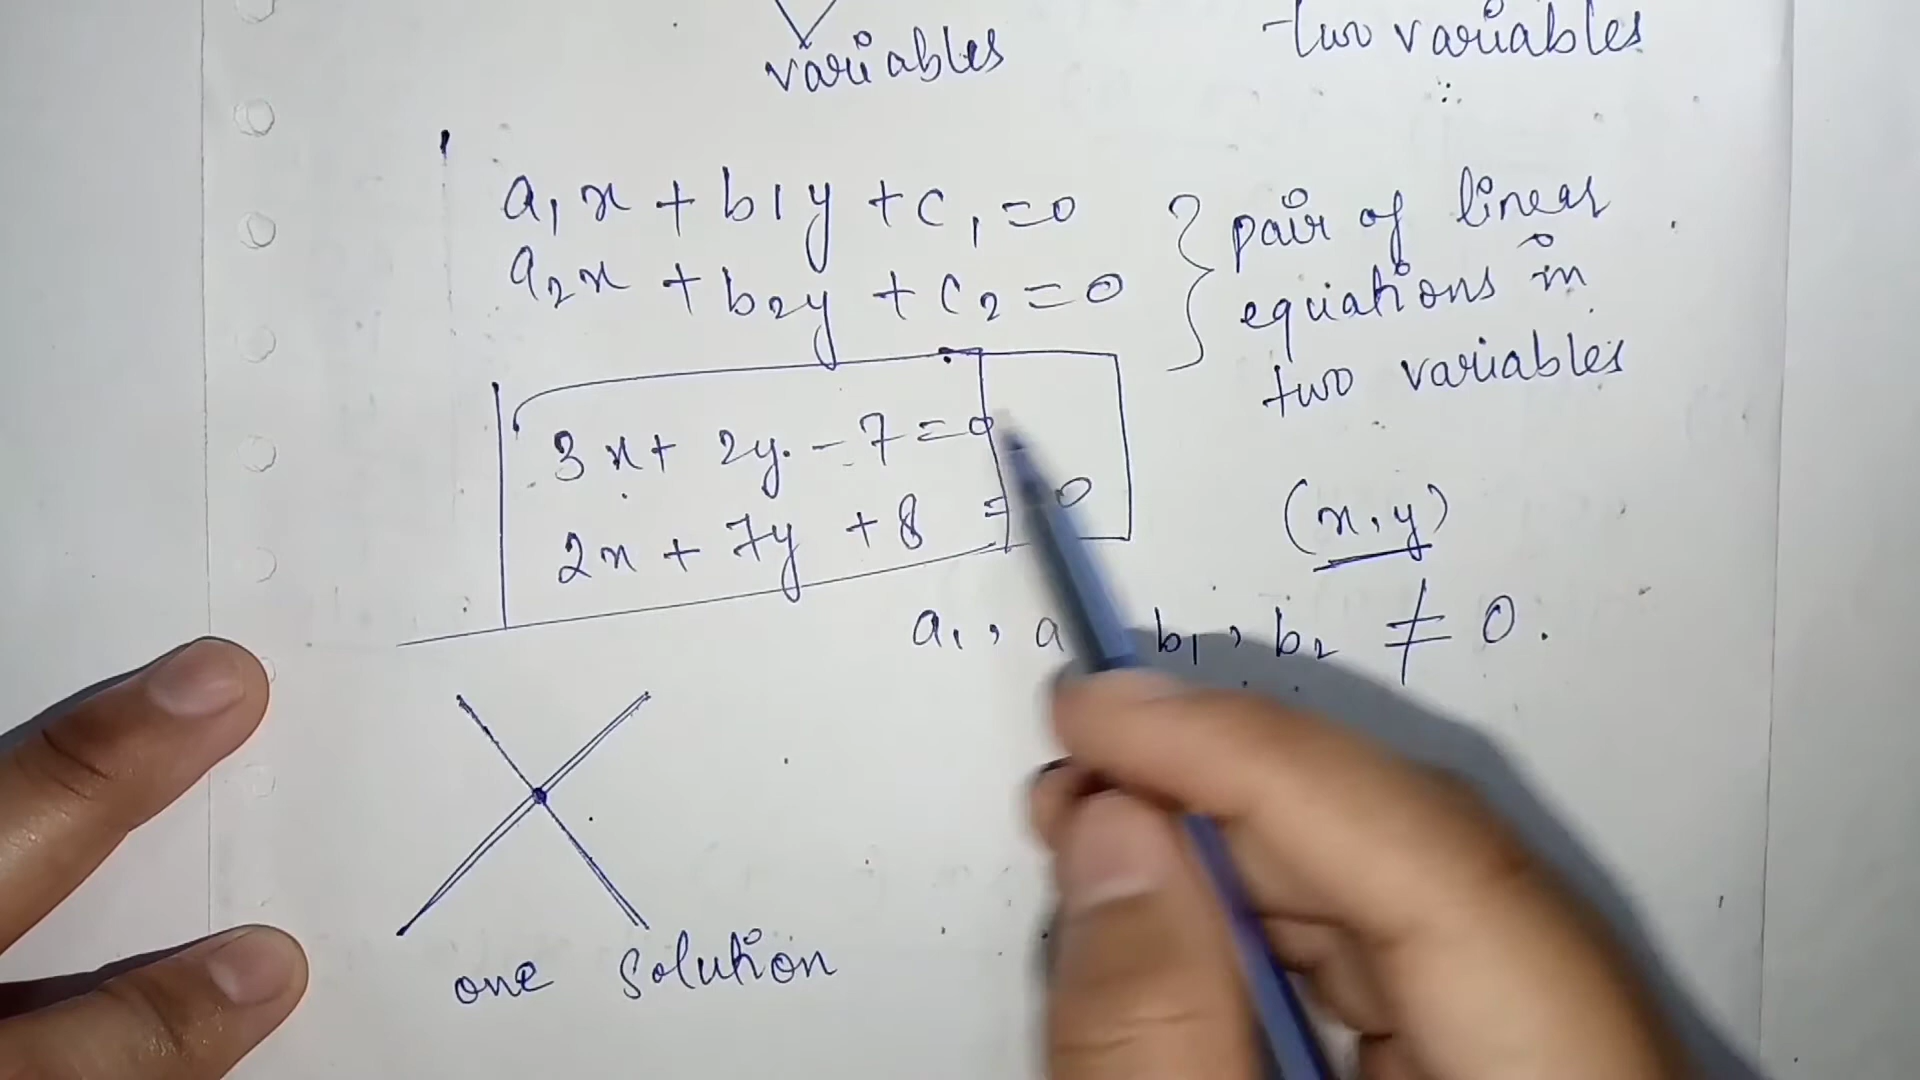 variables
two variables
a₁x + b1y + c₁ = 0
a₂x + b₂y + c₂ = 0
pair of linear
equations in
two variables
3x + 2y - 7 = 0
2x + 7y + 8 = 0
(x, y)
a₁, a b₁, b₂ ≠ 0.
one solution